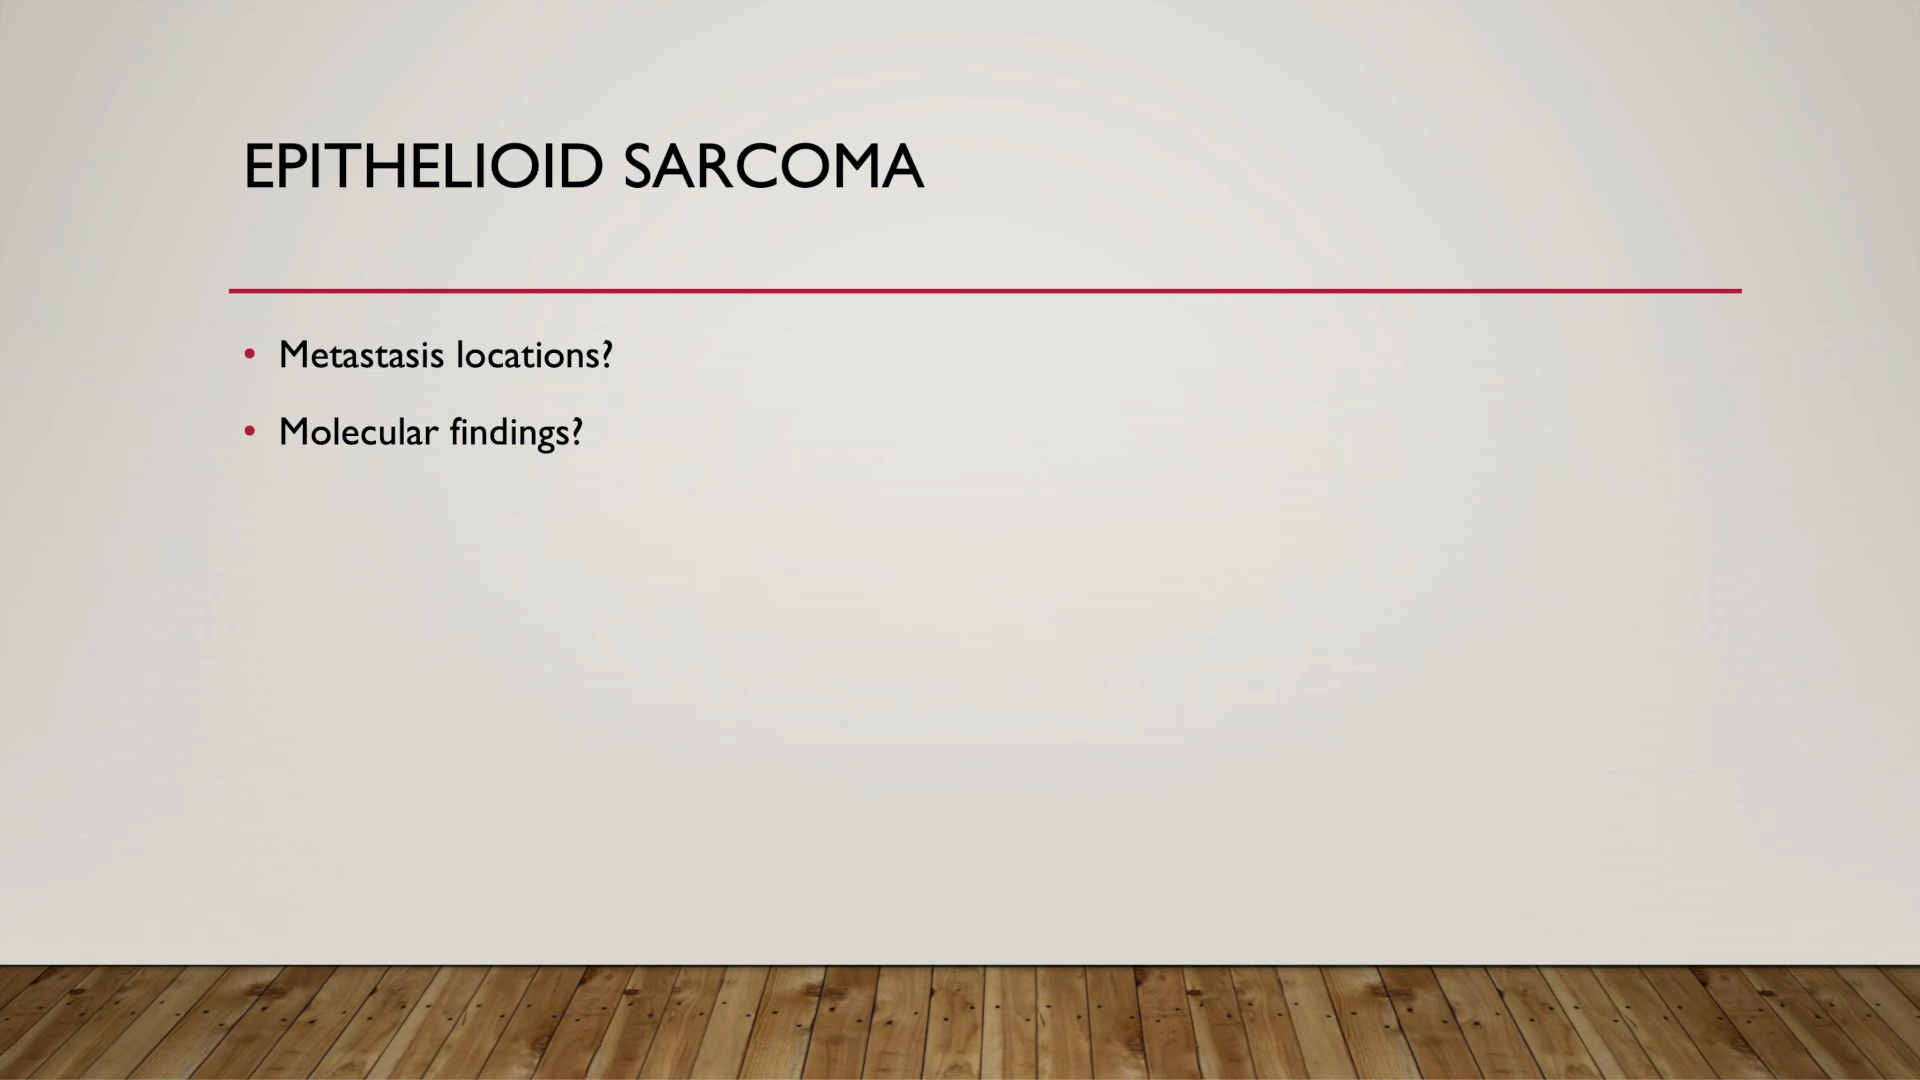 EPITHELIOID SARCOMA
• Metastasis locations?
• Molecular findings?